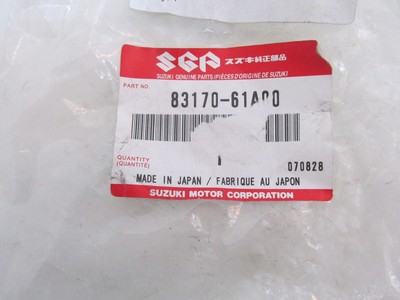 SGP スズキ純正部品
SUZUKI GENUINE PARTS (PIÈCES D'ORIGINE DE SUZUKI)
PART NO.
83170-61A00
QUANTITY
(QUANTITÉ)
1
070828
MADE IN JAPAN / FABRIQUE AU JAPON
SUZUKI MOTOR CORPORATION